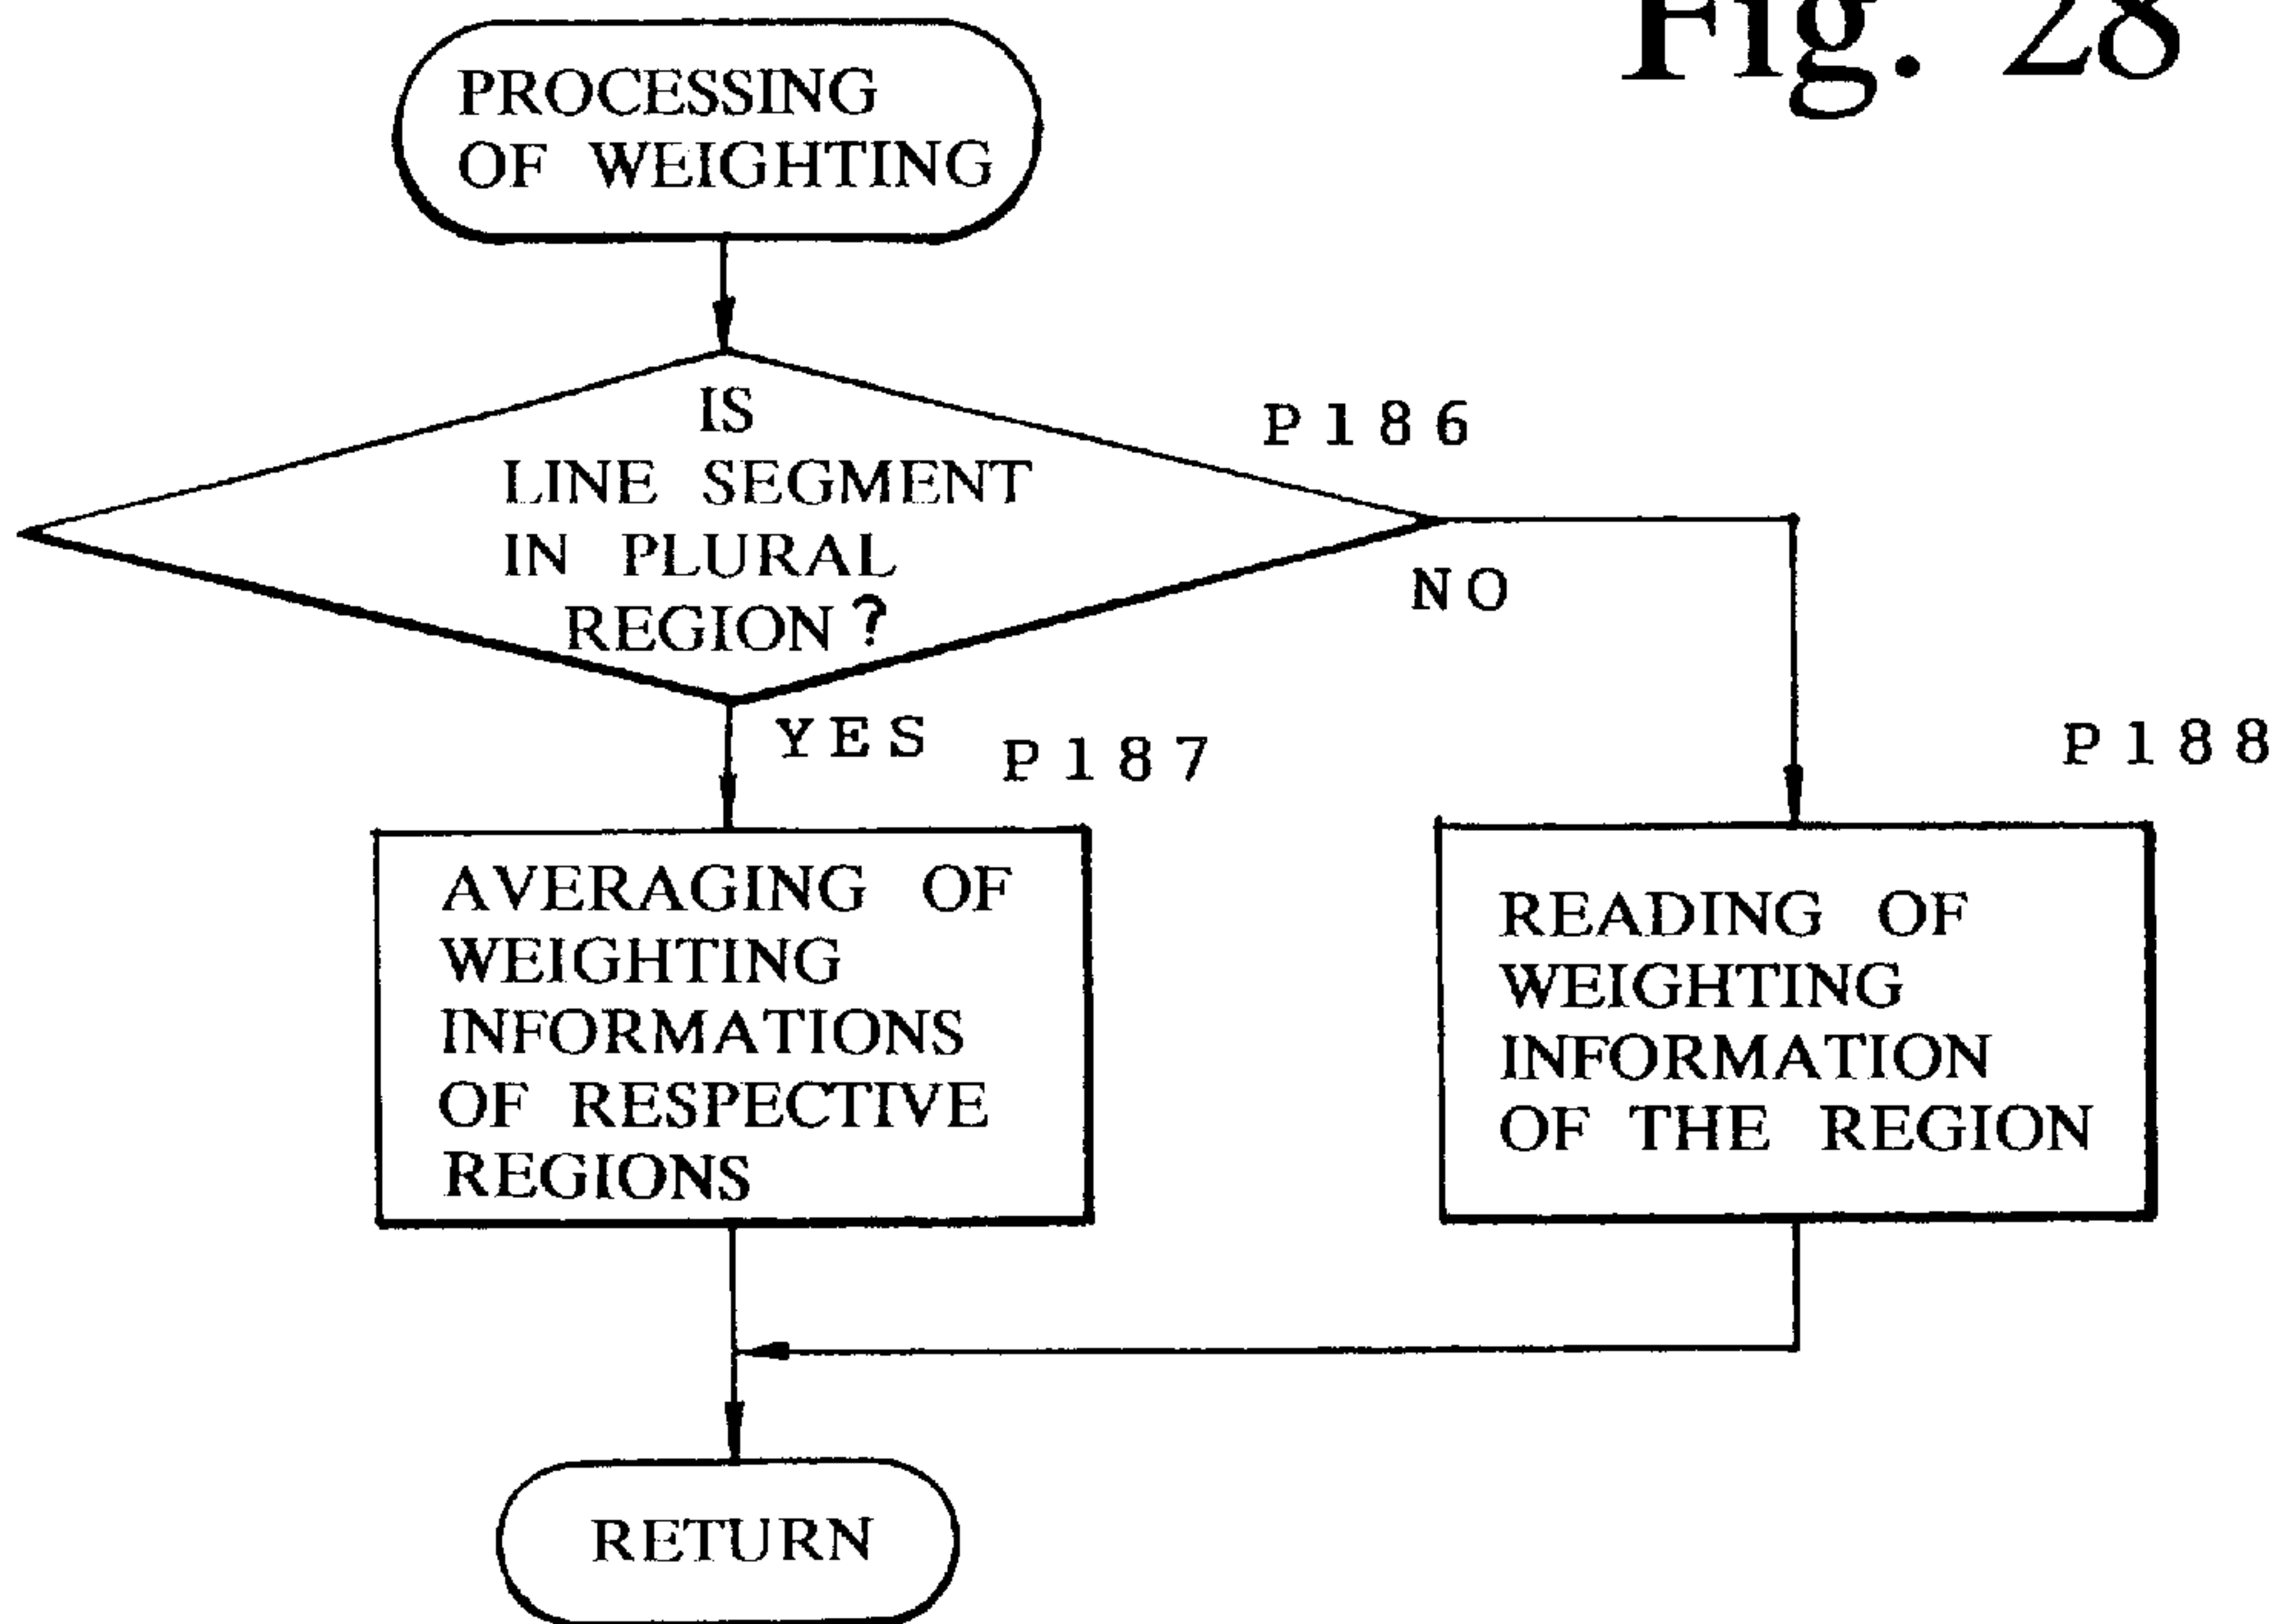 Fig. 28
PROCESSING
OF WEIGHTING
IS
LINE SEGMENT
IN PLURAL
REGION?
P186
NO
YES
P187
P188
AVERAGING OF
WEIGHTING
INFORMATIONS
OF RESPECTIVE
REGIONS
READING OF
WEIGHTING
INFORMATION
OF THE REGION
RETURN